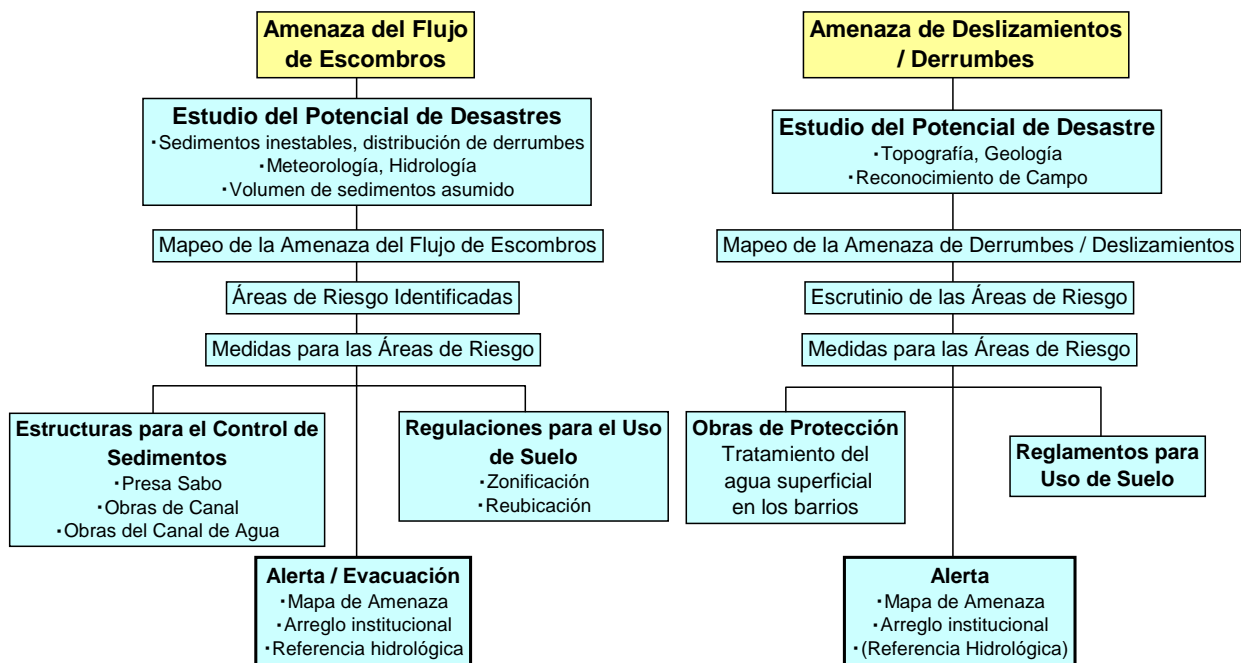 Amenaza del Flujo
de Escombros
Estudio del Potencial de Desastres
・Sedimentos inestables, distribución de derrumbes
・Meteorología, Hidrología
・Volumen de sedimentos asumido
Mapeo de la Amenaza del Flujo de Escombros
Áreas de Riesgo Identificadas
Medidas para las Áreas de Riesgo
Estructuras para el Control de
Sedimentos
・Presa Sabo
・Obras de Canal
・Obras del Canal de Agua
Regulaciones para el Uso
de Suelo
・Zonificación
・Reubicación
Alerta / Evacuación
・Mapa de Amenaza
・Arreglo institucional
・Referencia hidrológica
Amenaza de Deslizamientos
/ Derrumbes
Estudio del Potencial de Desastre
・Topografía, Geología
・Reconocimiento de Campo
Mapeo de la Amenaza de Derrumbes / Deslizamientos
Escrutinio de las Áreas de Riesgo
Medidas para las Áreas de Riesgo
Obras de Protección
Tratamiento del
agua superficial
en los barrios
Reglamentos para
Uso de Suelo
Alerta
・Mapa de Amenaza
・Arreglo institucional
・(Referencia Hidrológica)